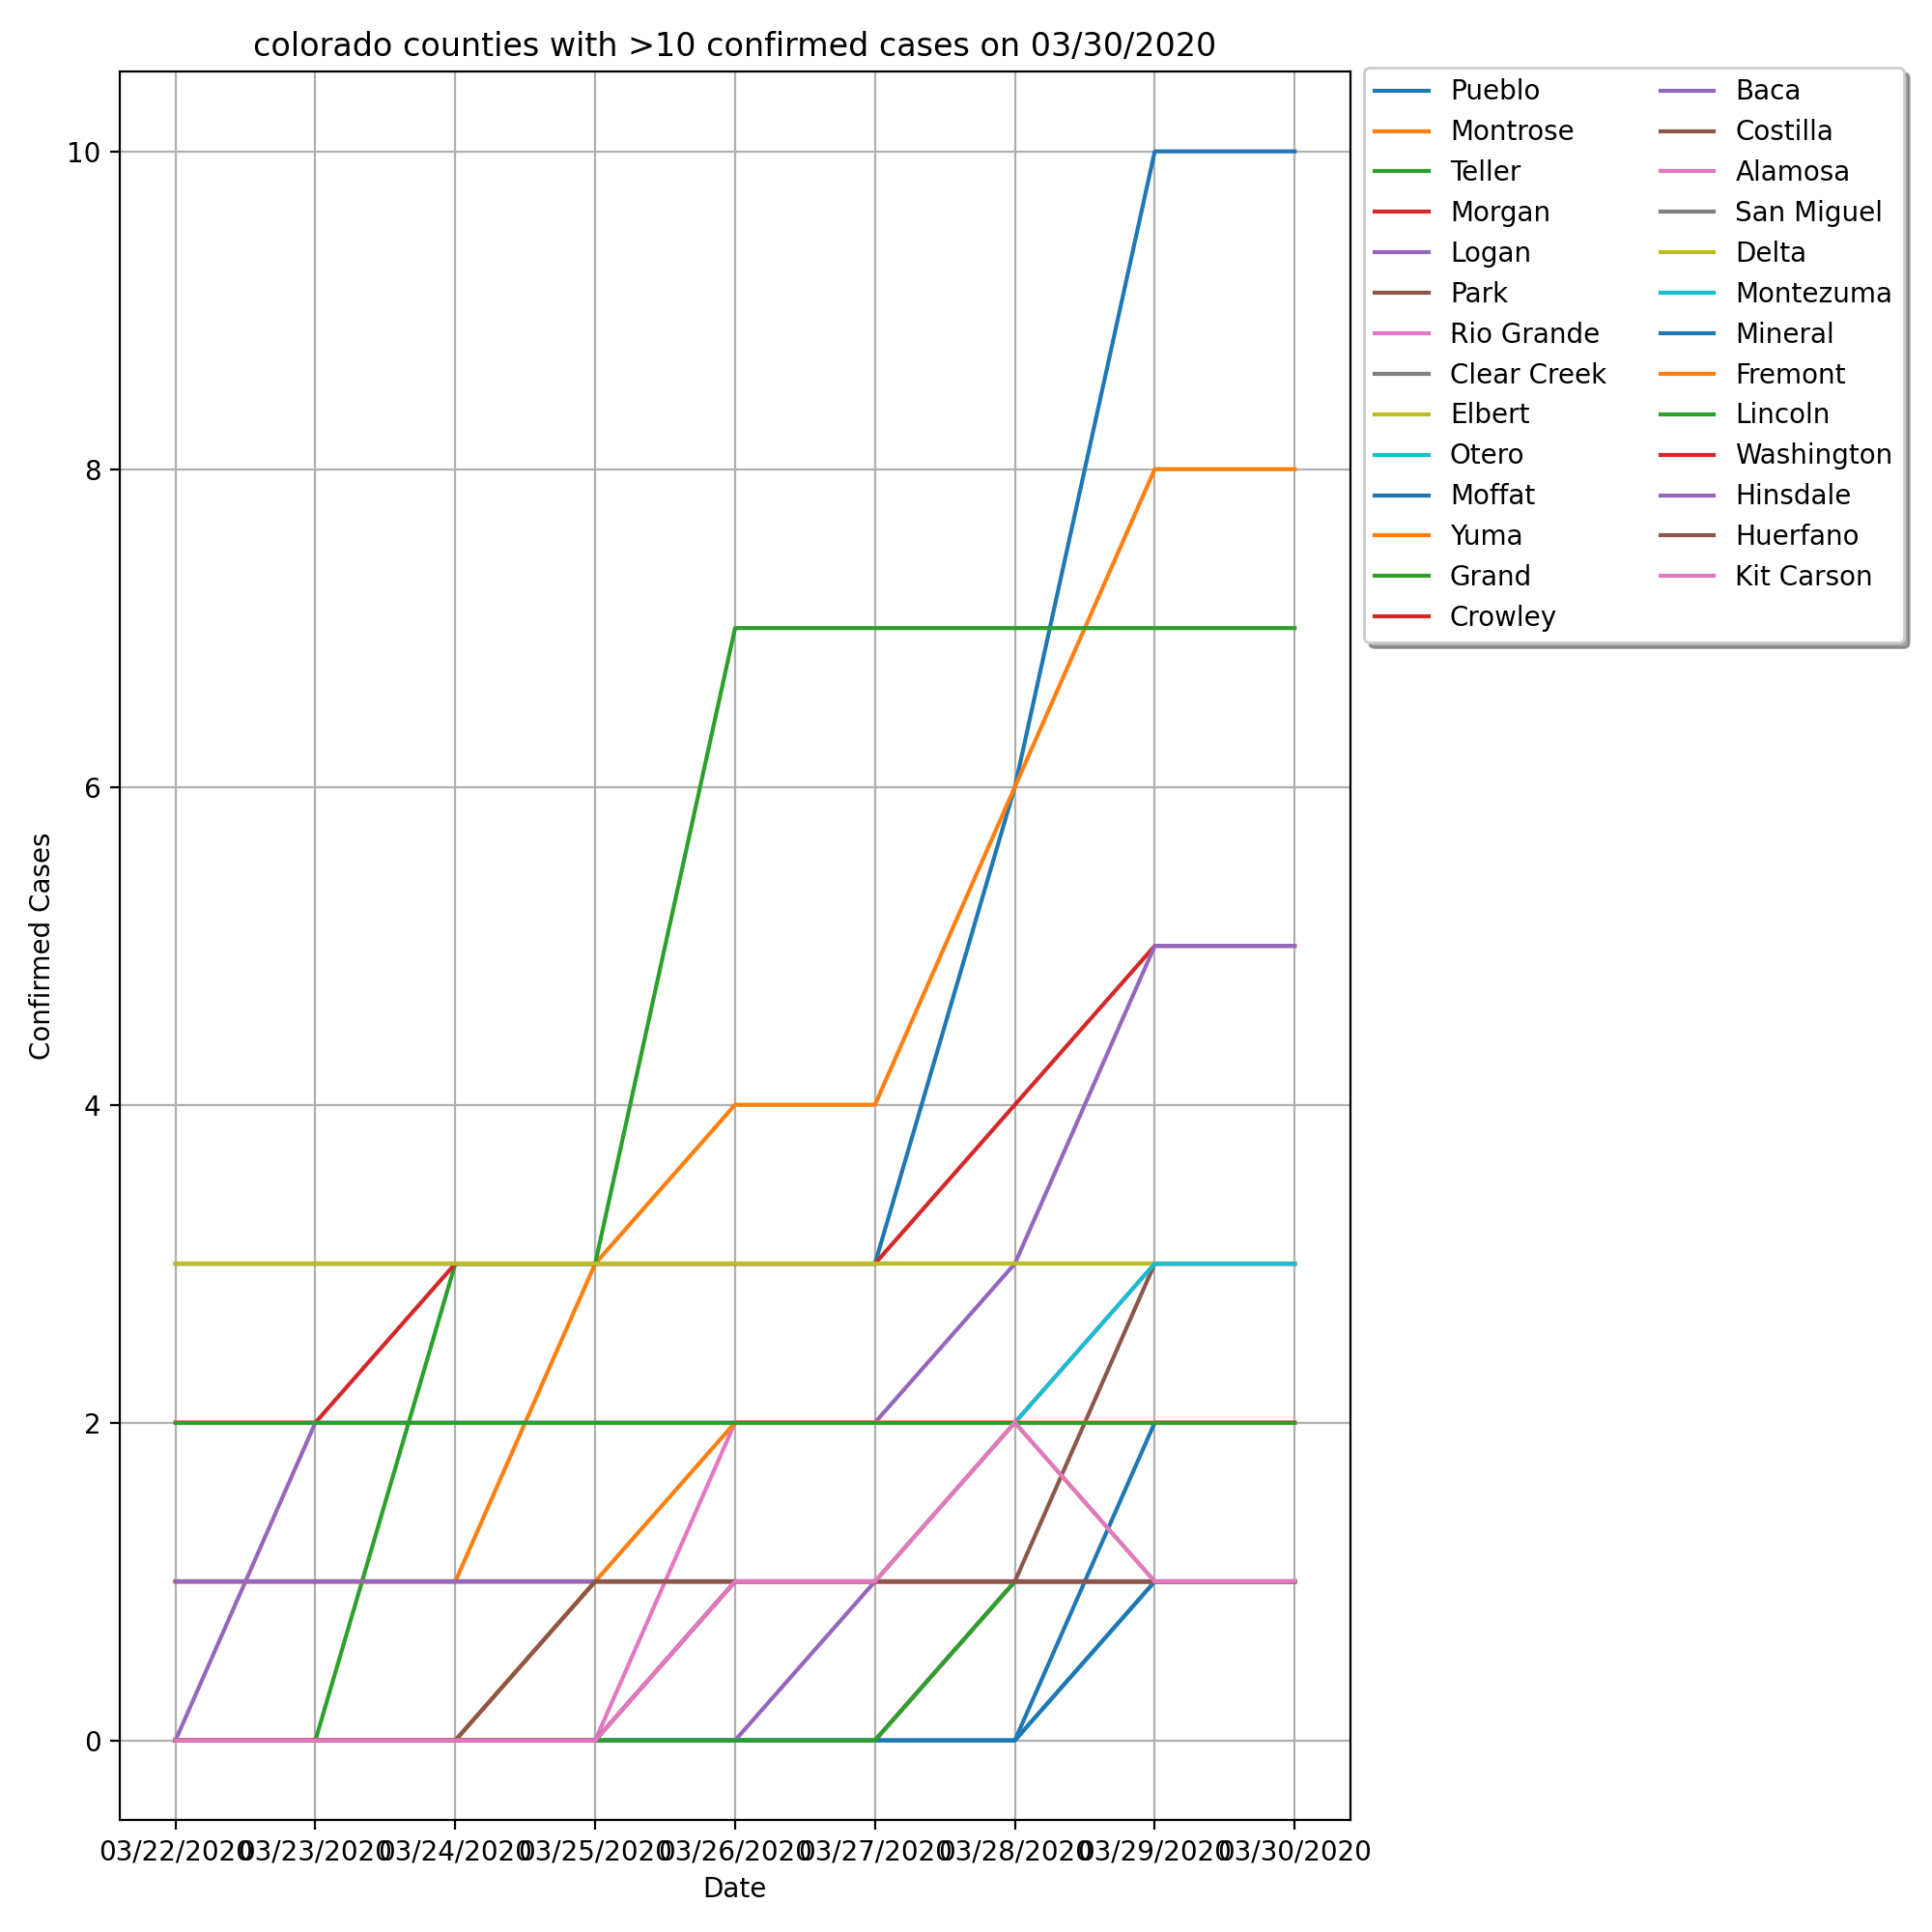 colorado counties with >10 confirmed cases on 03/30/2020
10
8
6
4
2
0
Confirmed Cases
03/22/2020
03/23/2020
03/24/2020
03/25/2020
03/26/2020
03/27/2020
03/28/2020
03/29/2020
03/30/2020
Date
Pueblo
Montrose
Teller
Morgan
Logan
Park
Rio Grande
Clear Creek
Elbert
Otero
Moffat
Yuma
Grand
Crowley
Baca
Costilla
Alamosa
San Miguel
Delta
Montezuma
Mineral
Fremont
Lincoln
Washington
Hinsdale
Huerfano
Kit Carson